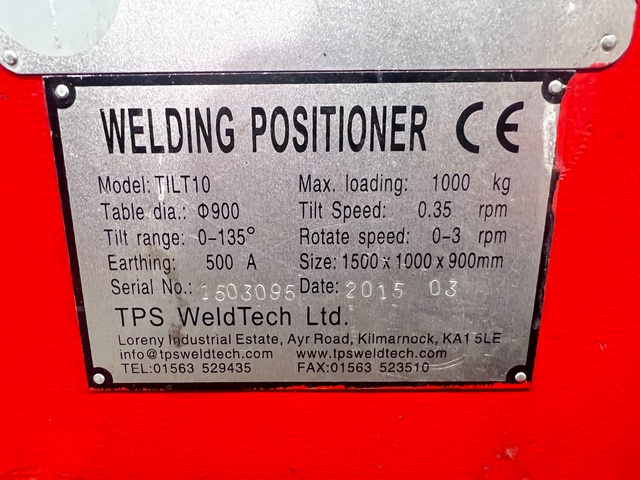 WELDING POSITIONER CE
Model: TILT10 Max. loading: 1000 kg
Table dia.: Φ900 Tilt Speed: 0.35 rpm
Tilt range: 0-135° Rotate speed: 0-3 rpm
Earthing: 500 A Size: 1500 x 1000 x 900mm
Serial No.: 1503095 Date: 2015 03
TPS WeldTech Ltd.
Loreny Industrial Estate, Ayr Road, Kilmarnock, KA1 5LE
info@tpsweldtech.com www.tpsweldtech.com
TEL:01563 529435 FAX:01563 523510